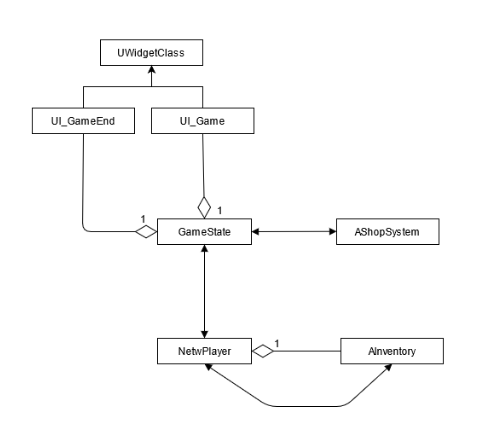 UWidgetClass
UI_GameEnd
UI_Game
1
1
GameState
AShopSystem
NetwPlayer
1
AInventory